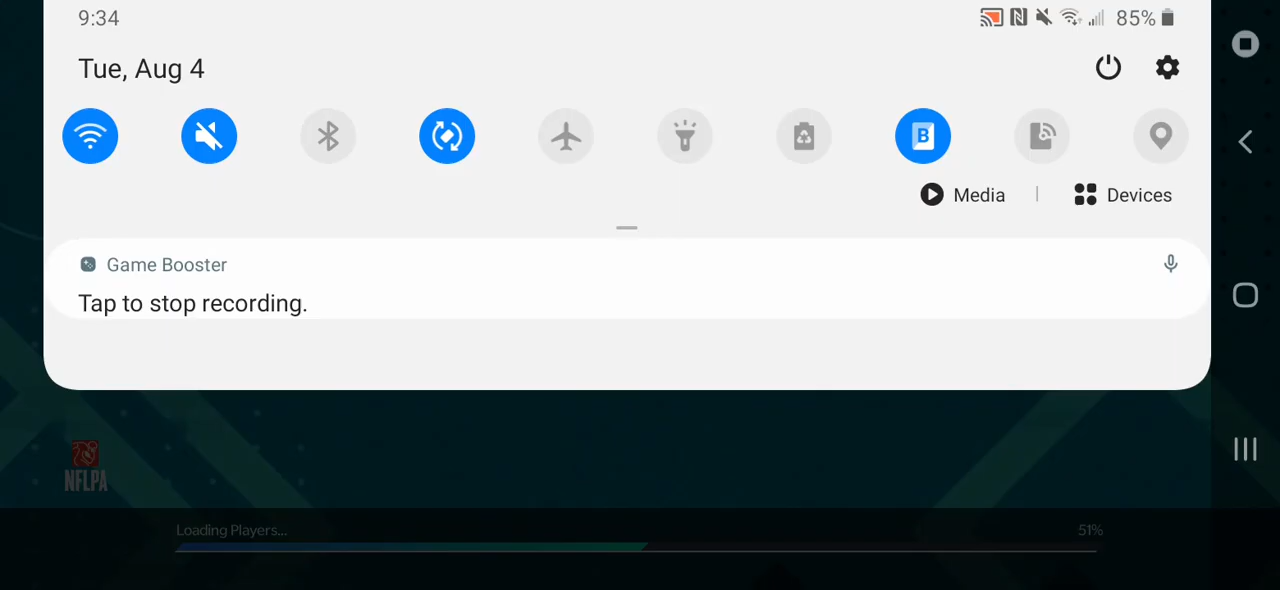 9:34
85%
Tue, Aug 4
B
Media
Devices
Game Booster
Tap to stop recording.
NFLPA
Loading Players...
51%